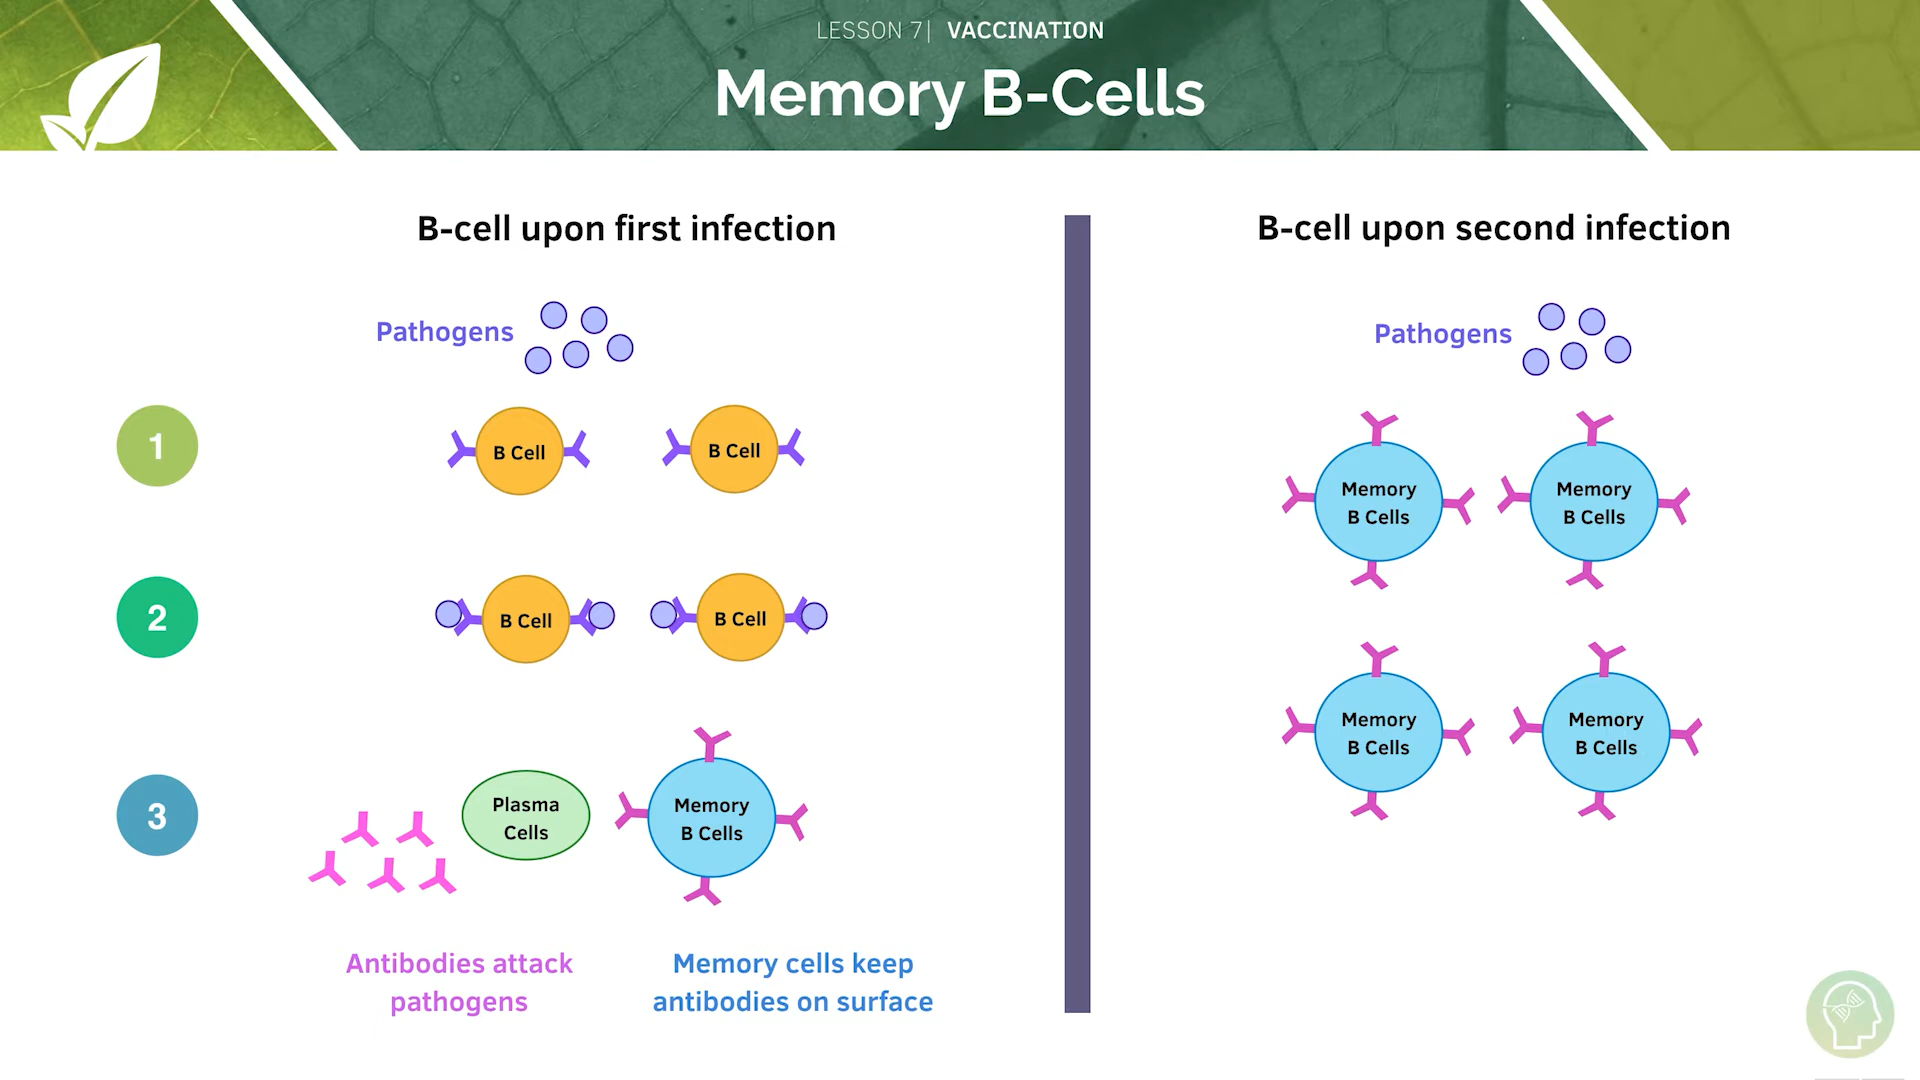 LESSON 7| VACCINATION
Memory B-Cells
B-cell upon first infection
Pathogens
1
B Cell
B Cell
2
B Cell
B Cell
3
Plasma
Cells
Memory
B Cells
Antibodies attack
pathogens
Memory cells keep
antibodies on surface
B-cell upon second infection
Pathogens
Memory
B Cells
Memory
B Cells
Memory
B Cells
Memory
B Cells